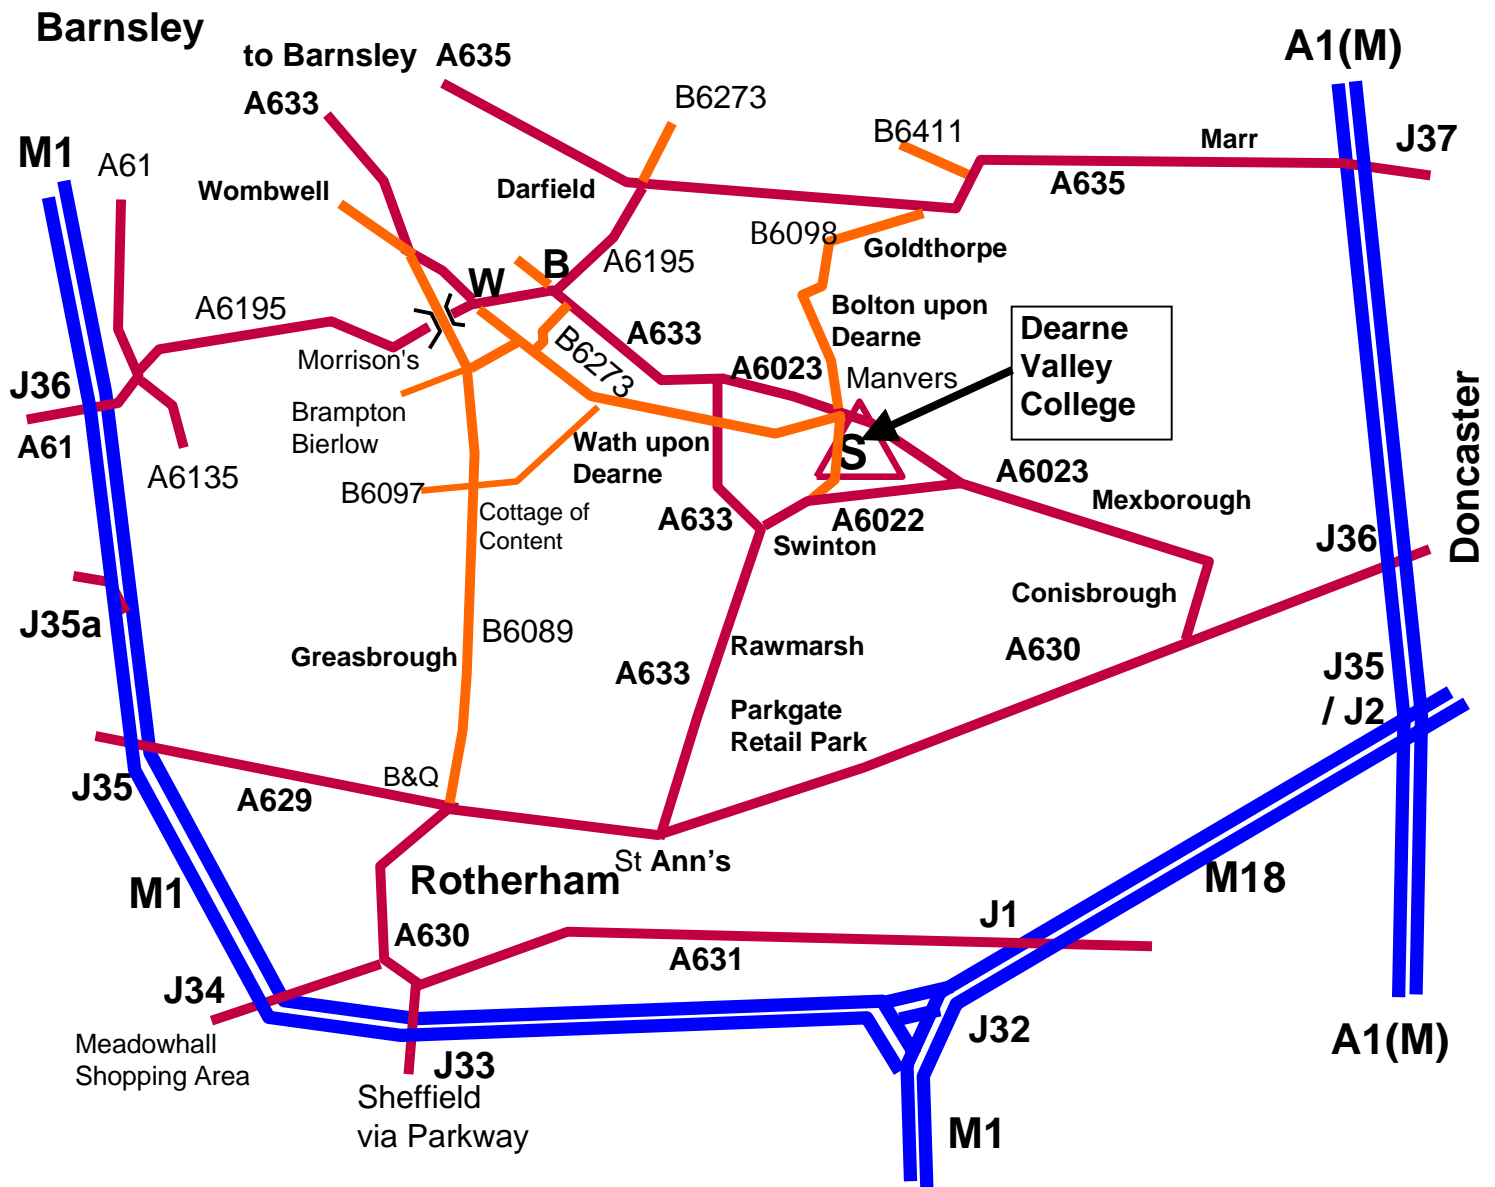 Barnsley
to Barnsley A635
A1(M)
A633
B6273
B6411
Marr
J37
M1
A61
Wombwell
Darfield
A635
B6098
Goldthorpe
A6195
B
W
A6195
Bolton upon
Dearne
Dearne
Valley
College
A633
Morrison's
B6273
A6023
Manvers
J36
A61
Brampton
Bierlow
Doncaster
Wath upon
Dearne
S
A6135
B6097
A6023
Mexborough
Cottage of
Content
A633
A6022
Swinton
J36
Conisbrough
J35a
B6089
Greasbrough
Rawmarsh
A630
A633
J35
/ J2
Parkgate
Retail Park
B&Q
J35
A629
St Ann's
Rotherham
M18
M1
J1
A630
A631
J34
J32
Meadowhall
Shopping Area
J33
A1(M)
Sheffield
via Parkway
M1